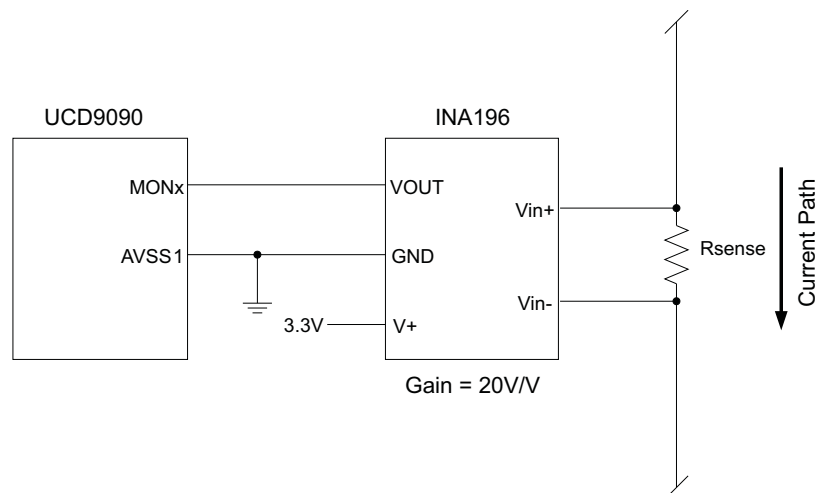 UCD9090
INA196
MONx
VOUT
Vin+
AVSS1
GND
Rsense
Current Path
Vin-
3.3V
V+
Gain = 20V/V